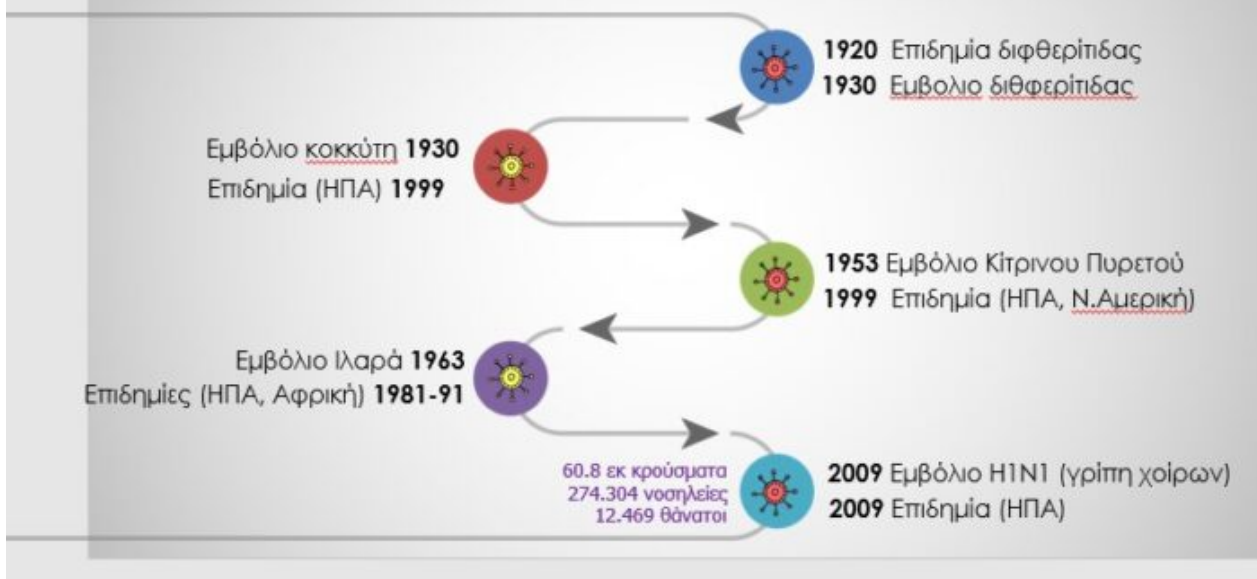 1920 Επιδημία διφθερίτιδας
1930 Εμβολιο διθφερίτιδας
Εμβόλιο κοκκύτη 1930
Επιδημία (ΗΠΑ) 1999
1953 Εμβόλιο Κίτρινου Πυρετού
1999 Επιδημία (ΗΠΑ, Ν.Αμερική)
Εμβόλιο Ιλαρά 1963
Επιδημίες (ΗΠΑ, Αφρική) 1981-91
60.8 εκ κρούσματα
274.304 νοσηλείες
12.469 θάνατοι
2009 Εμβόλιο Η1Ν1 (γρίπη χοίρων)
2009 Επιδημία (ΗΠΑ)